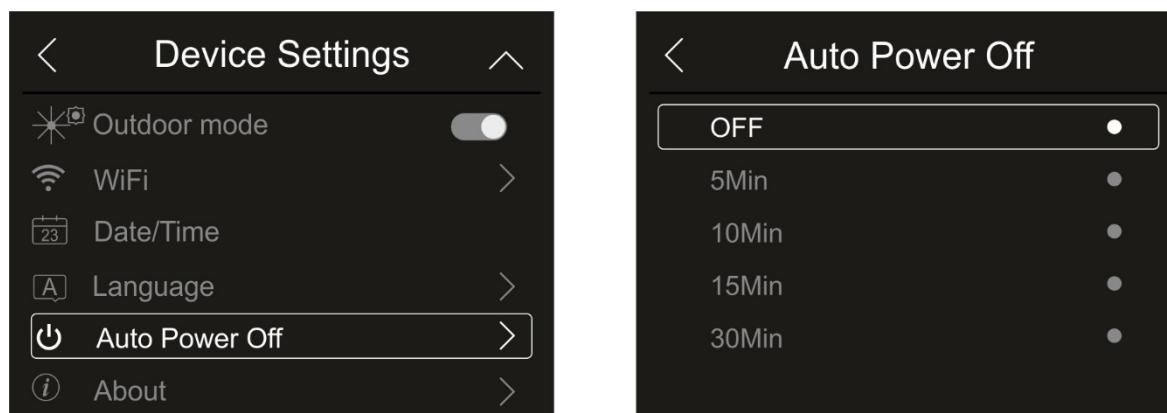 Device Settings
Outdoor mode
WiFi
23 Date/Time
A Language
Auto Power Off
i About
Auto Power Off
OFF
5Min
10Min
15Min
30Min